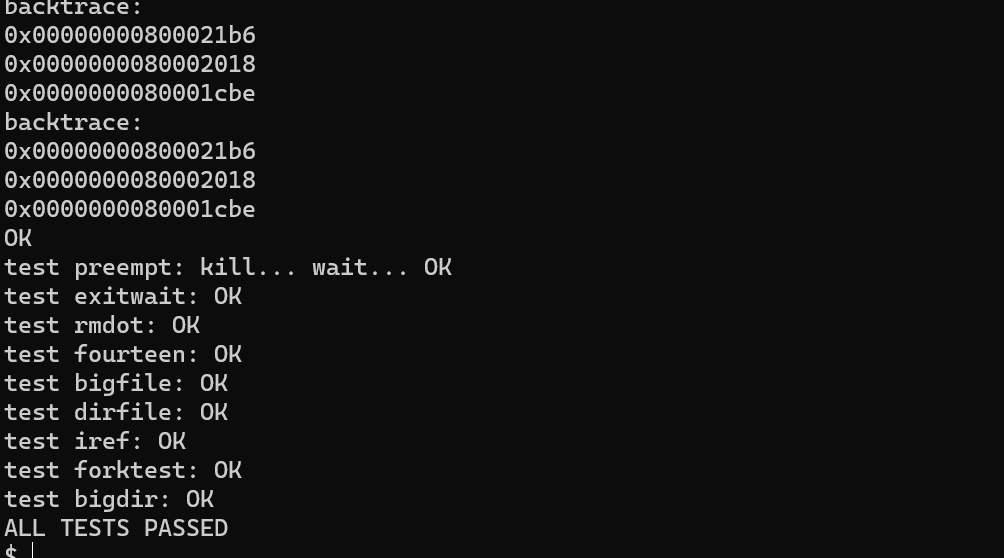 backtrace:
0x00000000800021b6
0x0000000080002018
0x0000000080001cbe
backtrace:
0x00000000800021b6
0x0000000080002018
0x0000000080001cbe
OK
test preempt: kill... wait... OK
test exitwait: OK
test rmdot: OK
test fourteen: OK
test bigfile: OK
test dirfile: OK
test iref: OK
test forktest: OK
test bigdir: OK
ALL TESTS PASSED
$